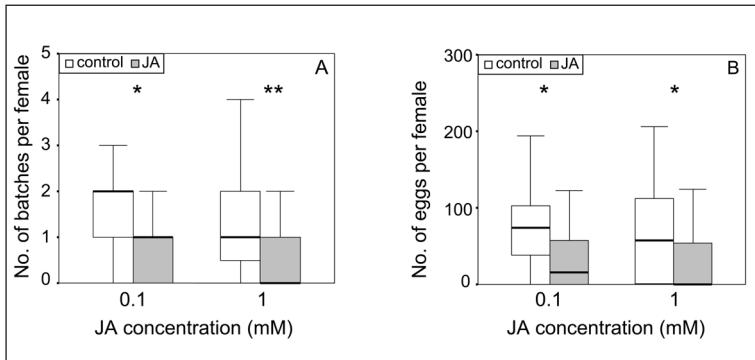 control JA
A
5
4
3
2
1
0
* **
No. of batches per female
0.1 1
JA concentration (mM)
control JA
B
300
200
100
0
* *
No. of eggs per female
0.1 1
JA concentration (mM)